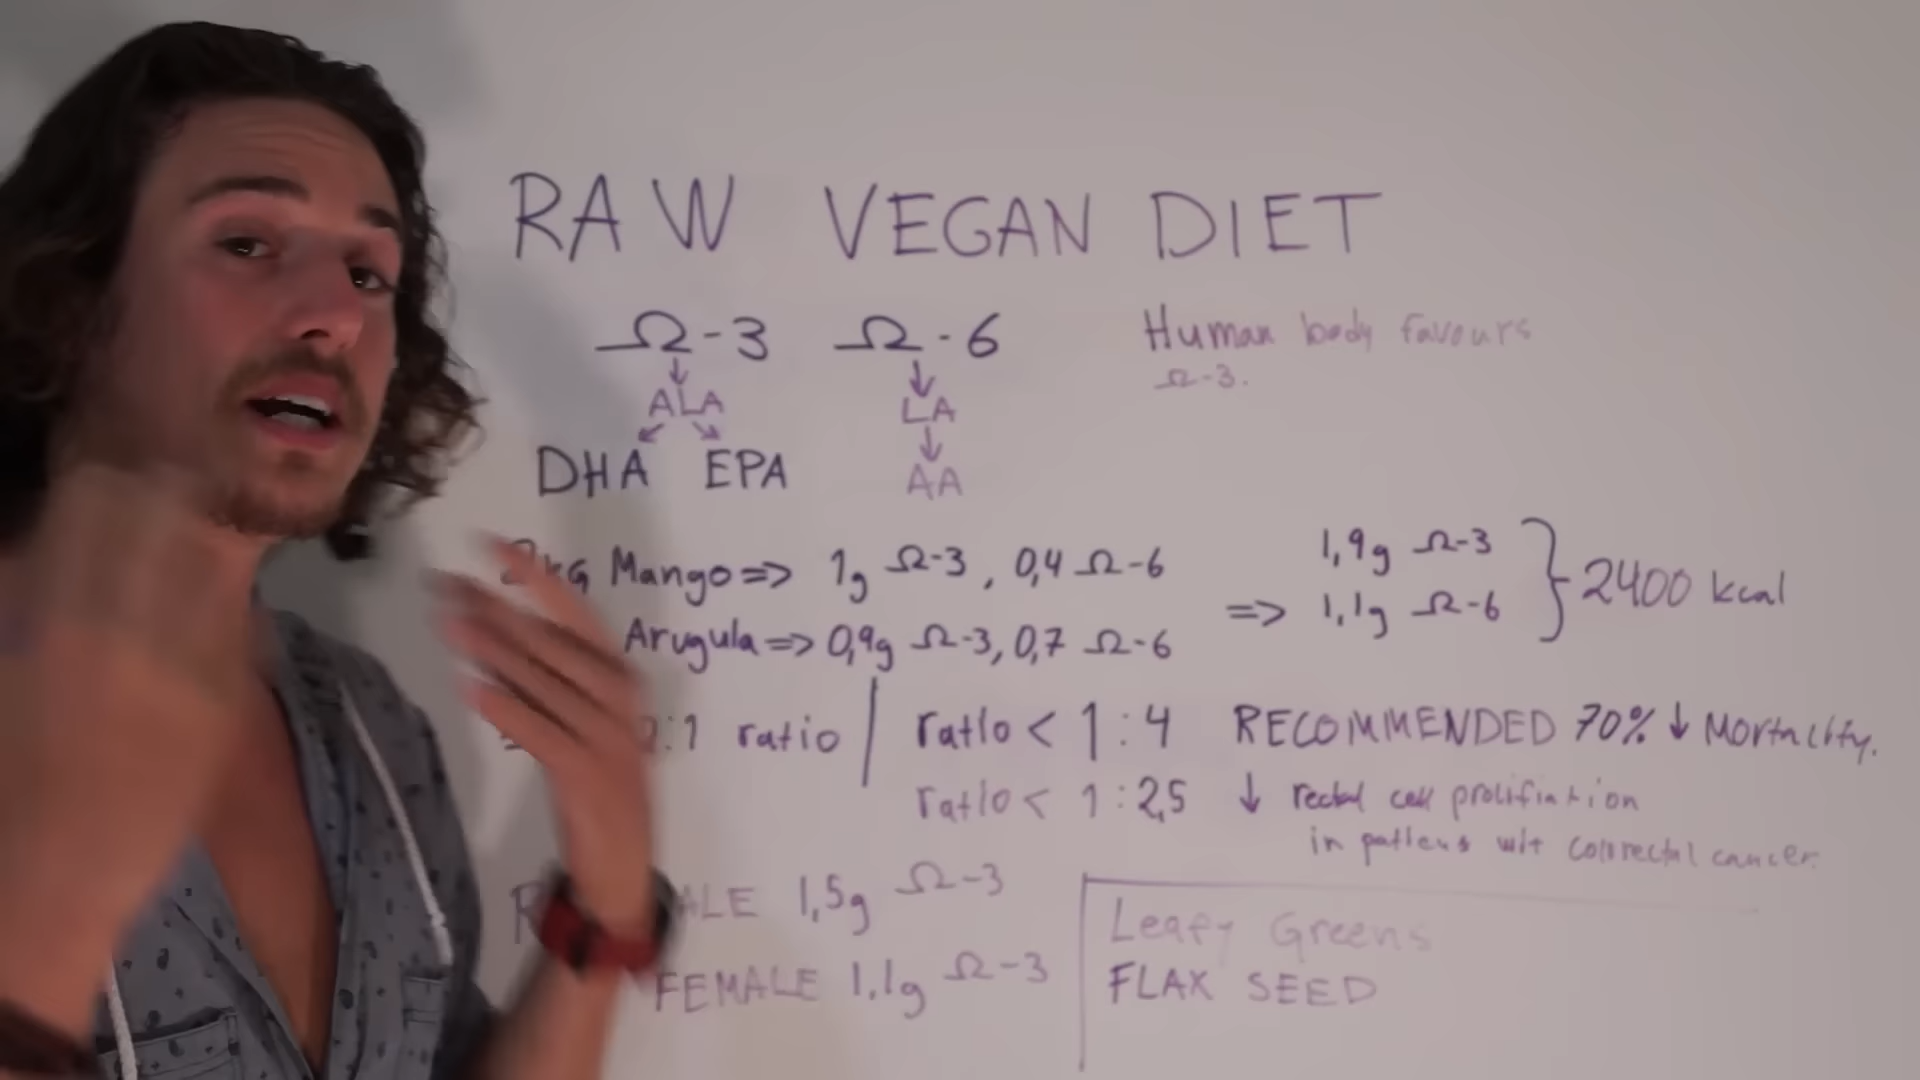 RAW VEGAN DIET
Ω-3 Ω-6
Human body favours
Ω-3.
ALA LA
DHA EPA AA
Mango => 1g Ω-3, 0,4 Ω-6
Arugula => 0,9g Ω-3, 0,7 Ω-6
=> 1,9g Ω-3
1,1g Ω-6
2400 kcal
:1 ratio
ratio < 1:4 RECOMMENDED 70% ↓ Mortality.
ratio < 1:2,5 ↓ rectal cell
in colorectal cancer.
1,5g Ω-3
FEMALE 1,1g Ω-3
Leafy Greens
FLAX SEED